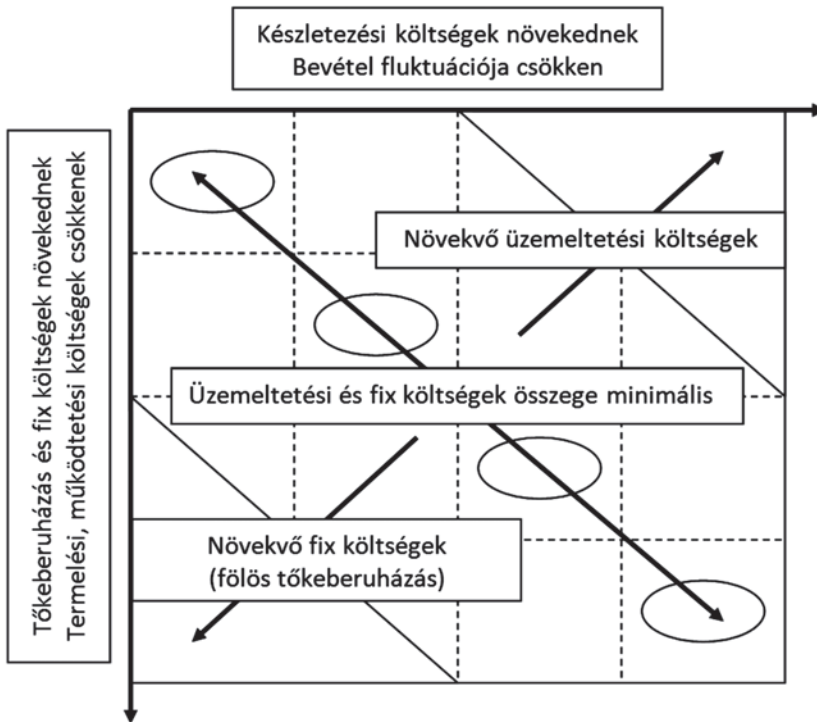 Készletezési költségek növekednek
Bevétel fluktuációja csökken
Tőkeberuházás és fix költségek növekednek
Termelési, működtetési költségek csökkenek
Növekvő üzemeltetési költségek
Üzemeltetési és fix költségek összege minimális
Növekvő fix költségek
(fölös tőkeberuházás)